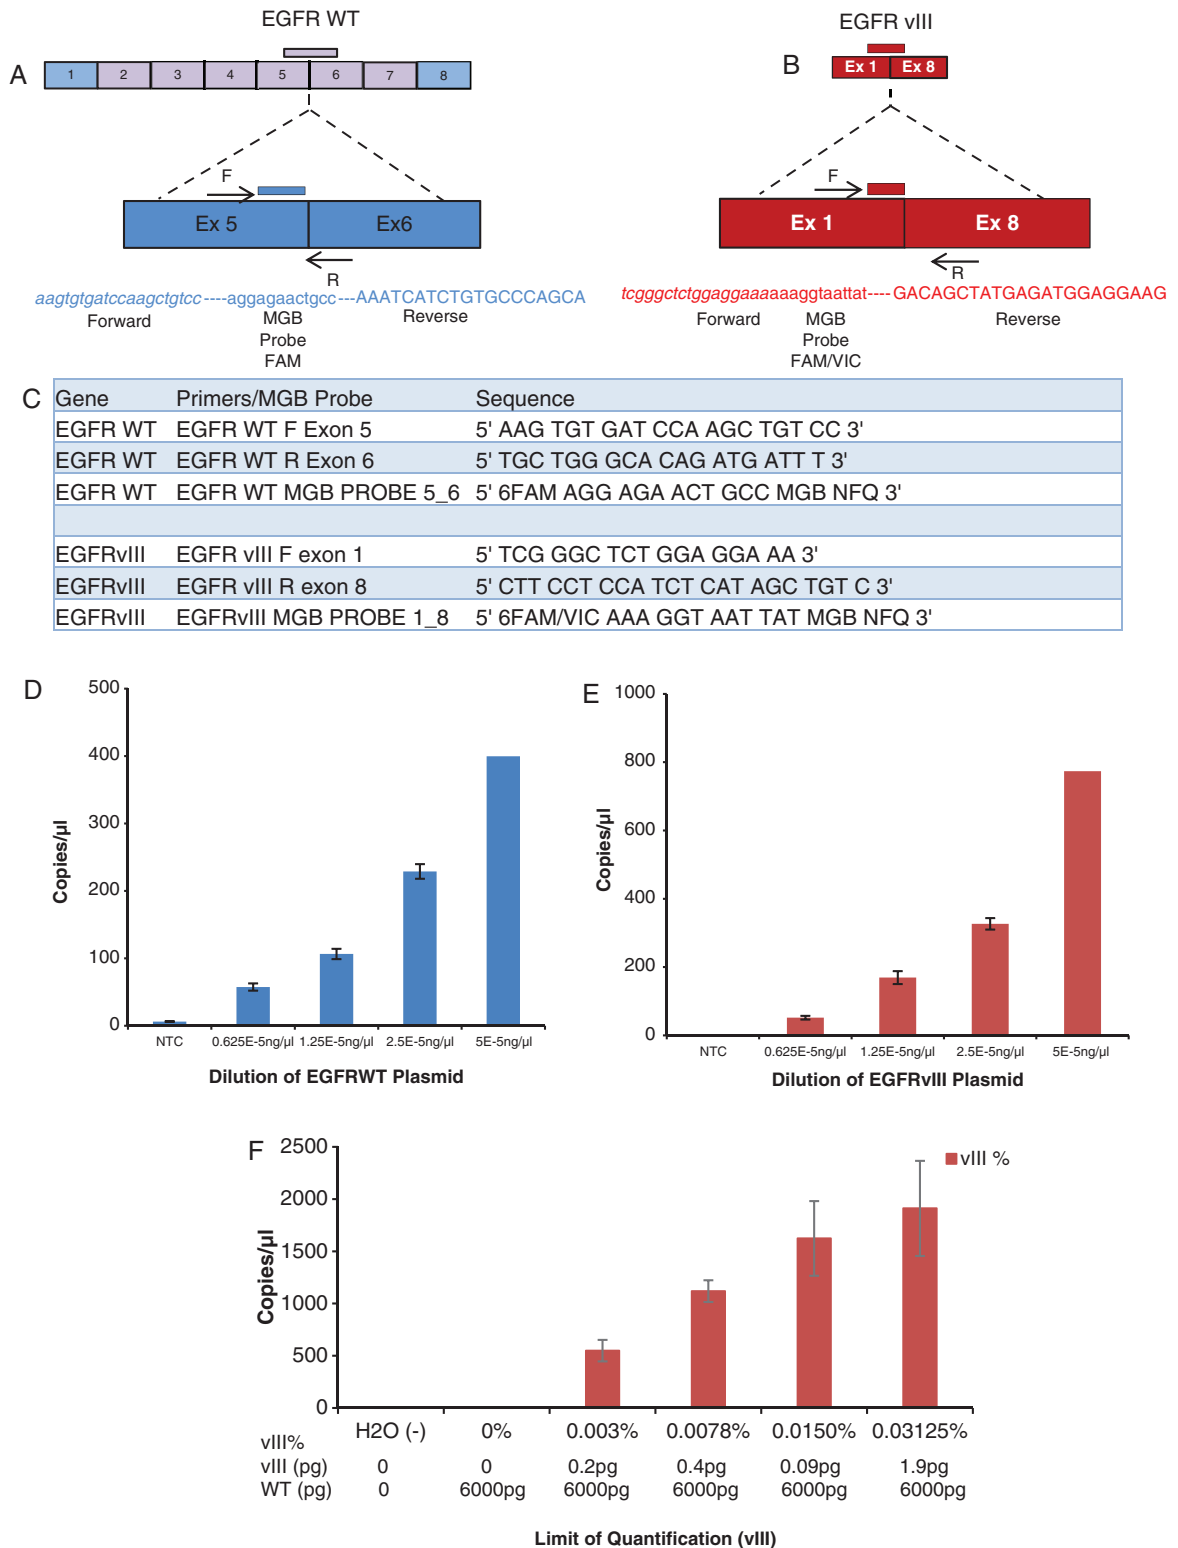 EGFR WT
EGFR vIII
A
1 2 3 4 5 6 7 8
B
Ex 1 Ex 8
F
Ex 5 Ex6
R
F
Ex 1 Ex 8
R
aagtgtgatccaagctgtcc----aggagaactgcc---AAATCATCTGTGCCCAGCA
Forward
MGB
Probe
FAM
Reverse
tcgggctctggaggaaaaaaggtaattat----GACAGCTATGAGATGGAGGAAG
Forward
MGB
Probe
FAM/VIC
Reverse
C
Gene Primers/MGB Probe Sequence
EGFR WT EGFR WT F Exon 5 5' AAG TGT GAT CCA AGC TGT CC 3'
EGFR WT EGFR WT R Exon 6 5' TGC TGG GCA CAG ATG ATT T 3'
EGFR WT EGFR WT MGB PROBE 5_6 5' 6FAM AGG AGA ACT GCC MGB NFQ 3'
EGFRvIII EGFR vIII F exon 1 5' TCG GGC TCT GGA GGA AA 3'
EGFRvIII EGFR vIII R exon 8 5' CTT CCT CCA TCT CAT AGC TGT C 3'
EGFRvIII EGFRvIII MGB PROBE 1_8 5' 6FAM/VIC AAA GGT AAT TAT MGB NFQ 3'
D
500
400
300
200
100
0
Copies/µl
NTC 0.625E-5ng/µl 1.25E-5ng/µl 2.5E-5ng/µl 5E-5ng/µl
Dilution of EGFRWT Plasmid
E
1000
800
600
400
200
0
Copies/µl
NTC 0.625E-5ng/µl 1.25E-5ng/µl 2.5E-5ng/µl 5E-5ng/µl
Dilution of EGFRvIII Plasmid
F
2500
2000
1500
1000
500
0
Copies/µl
vIII %
vIII% H2O (-) 0% 0.003% 0.0078% 0.0150% 0.03125%
vIII (pg) 0 0 0.2pg 0.4pg 0.09pg 1.9pg
WT (pg) 0 6000pg 6000pg 6000pg 6000pg 6000pg
Limit of Quantification (vIII)